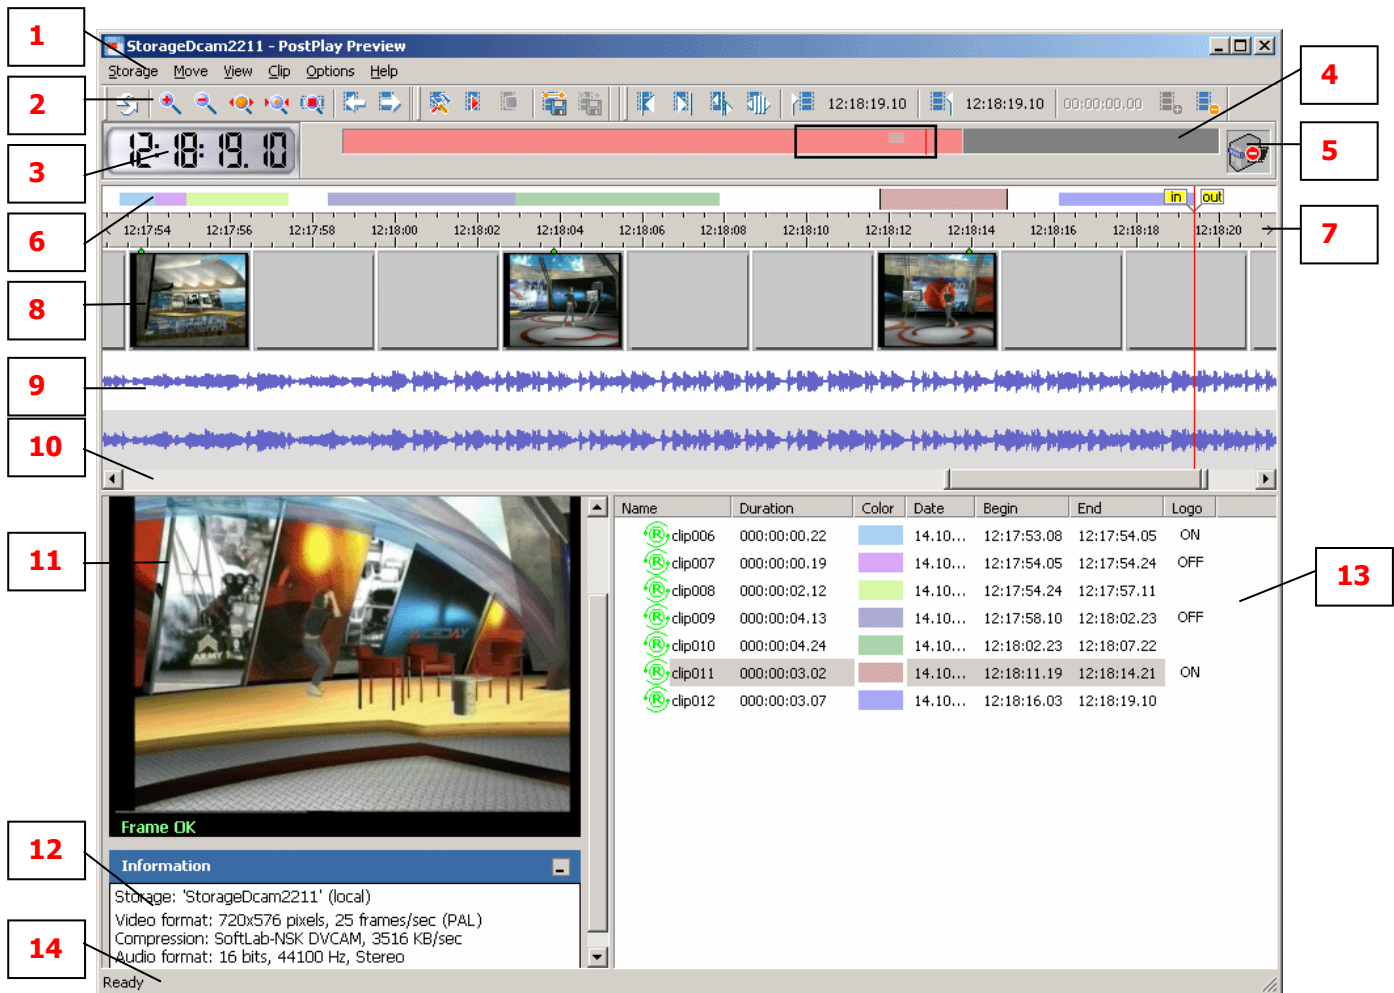 1
StorageDcam2211 - PostPlay Preview
Storage Move View Clip Options Help
2
12:18:19.10 12:18:19.10 00:00:00.00
3
12:18:19.10
4
5
6
in out
12:17:54 12:17:56 12:17:58 12:18:00 12:18:02 12:18:04 12:18:06 12:18:08 12:18:10 12:18:12 12:18:14 12:18:16 12:18:18 12:18:20
7
8
9
10
11
Name Duration Color Date Begin End Logo
R clip006 000:00:00.22 14.10... 12:17:53.08 12:17:54.05 ON
R clip007 000:00:00.19 14.10... 12:17:54.05 12:17:54.24 OFF
R clip008 000:00:02.12 14.10... 12:17:54.24 12:17:57.11
R clip009 000:00:04.13 14.10... 12:17:58.10 12:18:02.23 OFF
R clip010 000:00:04.24 14.10... 12:18:02.23 12:18:07.22
R clip011 000:00:03.02 14.10... 12:18:11.19 12:18:14.21 ON
R clip012 000:00:03.07 14.10... 12:18:16.03 12:18:19.10
13
ARMY
Frame OK
12
Information
Storage: 'StorageDcam2211' (local)
Video format: 720x576 pixels, 25 frames/sec (PAL)
Compression: SoftLab-NSK DVCAM, 3516 KB/sec
Audio format: 16 bits, 44100 Hz, Stereo
14
Ready